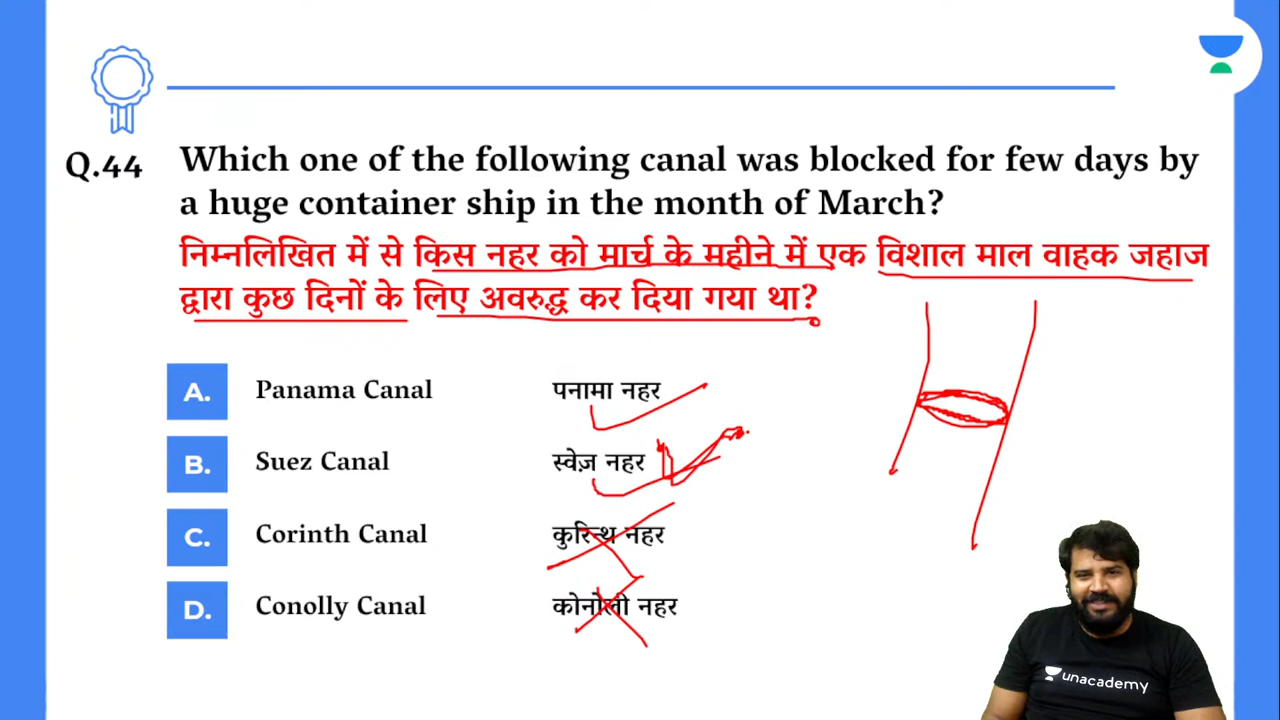 Q.44 Which one of the following canal was blocked for few days by
a huge container ship in the month of March?
निम्नलिखित में से किस नहर को मार्च के महीने में एक विशाल माल वाहक जहाज
द्वारा कुछ दिनों के लिए अवरुद्ध कर दिया गया था?
A. Panama Canal पनामा नहर
B. Suez Canal स्वेज़ नहर
C. Corinth Canal कुरिन्थ नहर
D. Conolly Canal कोनोली नहर
unacademy